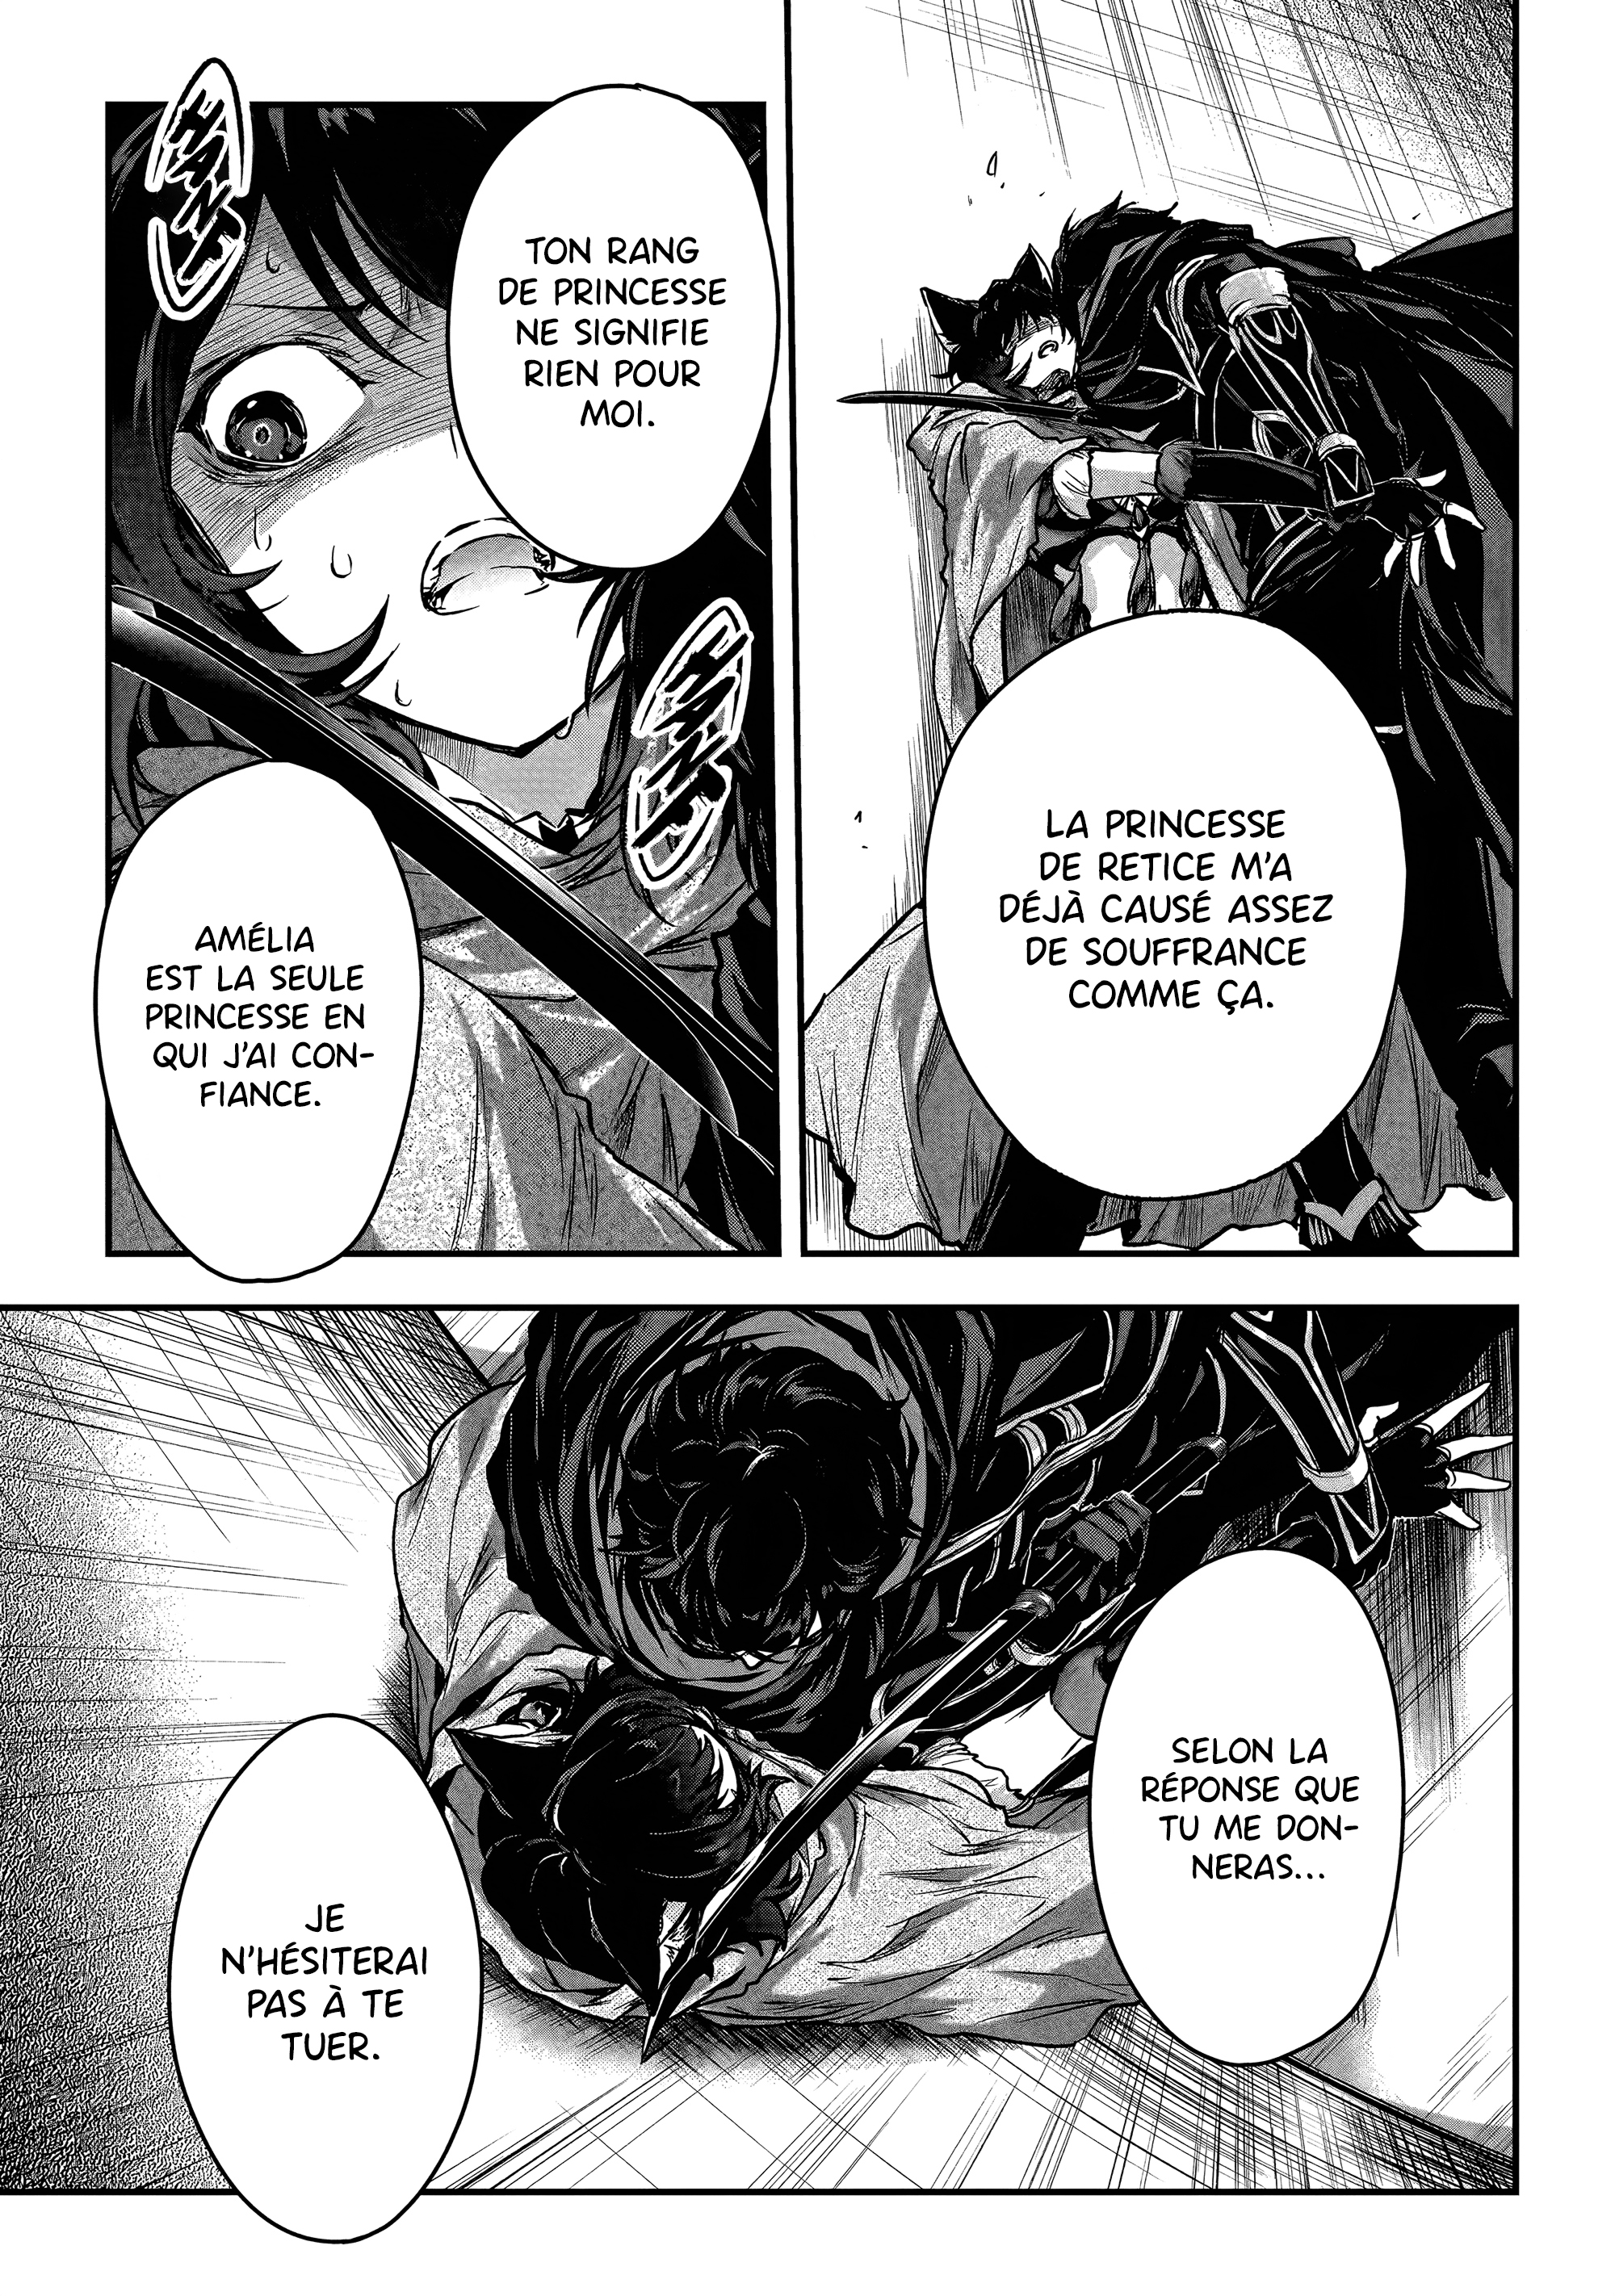 LA PRINCESSE
DE RETICE M'A
DÉJÀ CAUSÉ ASSEZ
DE SOUFFRANCE
COMME ÇA.
TON RANG
DE PRINCESSE
NE SIGNIFIE
RIEN POUR
MOI.
HAN
HAN
AMÉLIA
EST LA SEULE
PRINCESSE EN
QUI J'AI CON-
FIANCE.
SELON LA
RÉPONSE QUE
TU ME DON-
NERAS...
JE
N'HÉSITERAI
PAS À TE
TUER.